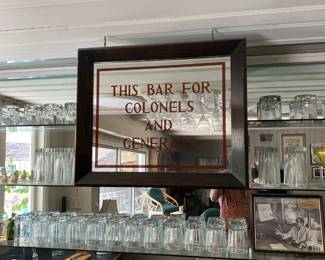 THIS BAR FOR
COLONELS
AND
GENERALS